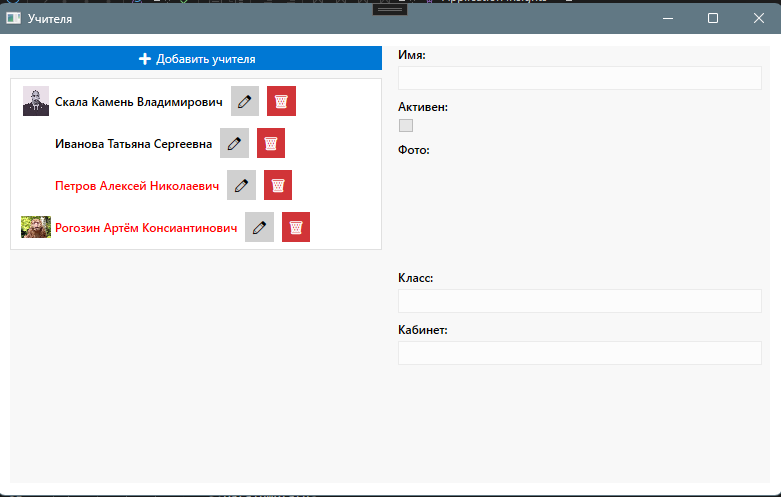 Учителя
Добавить учителя
Скала Камень Владимирович
Иванова Татьяна Сергеевна
Петров Алексей Николаевич
Рогозин Артём Консиантинович
Имя:
Активен:
Фото:
Класс:
Кабинет: